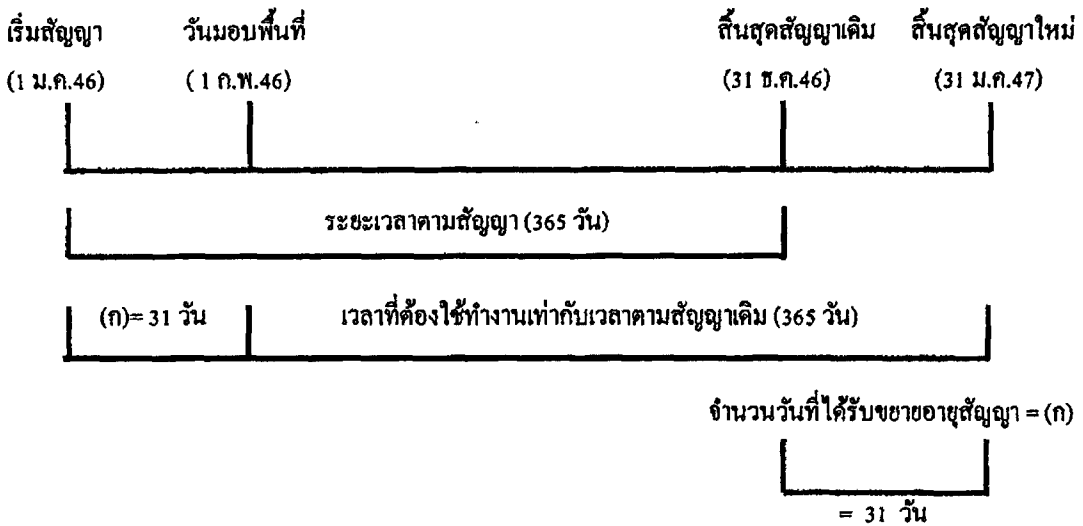 เริ่มสัญญา วันมอบพื้นที่ สิ้นสุดสัญญาเดิม สิ้นสุดสัญญาใหม่
(1 ม.ค.46) ( 1 ก.พ.46) (31 ธ.ค.46) (31 ม.ค.47)
ระยะเวลาตามสัญญา (365 วัน)
(ก)= 31 วัน เวลาที่ต้องใช้ทำงานเท่ากับเวลาตามสัญญาเดิม (365 วัน)
จำนวนวันที่ได้รับขยายอายุสัญญา = (ก)
= 31 วัน